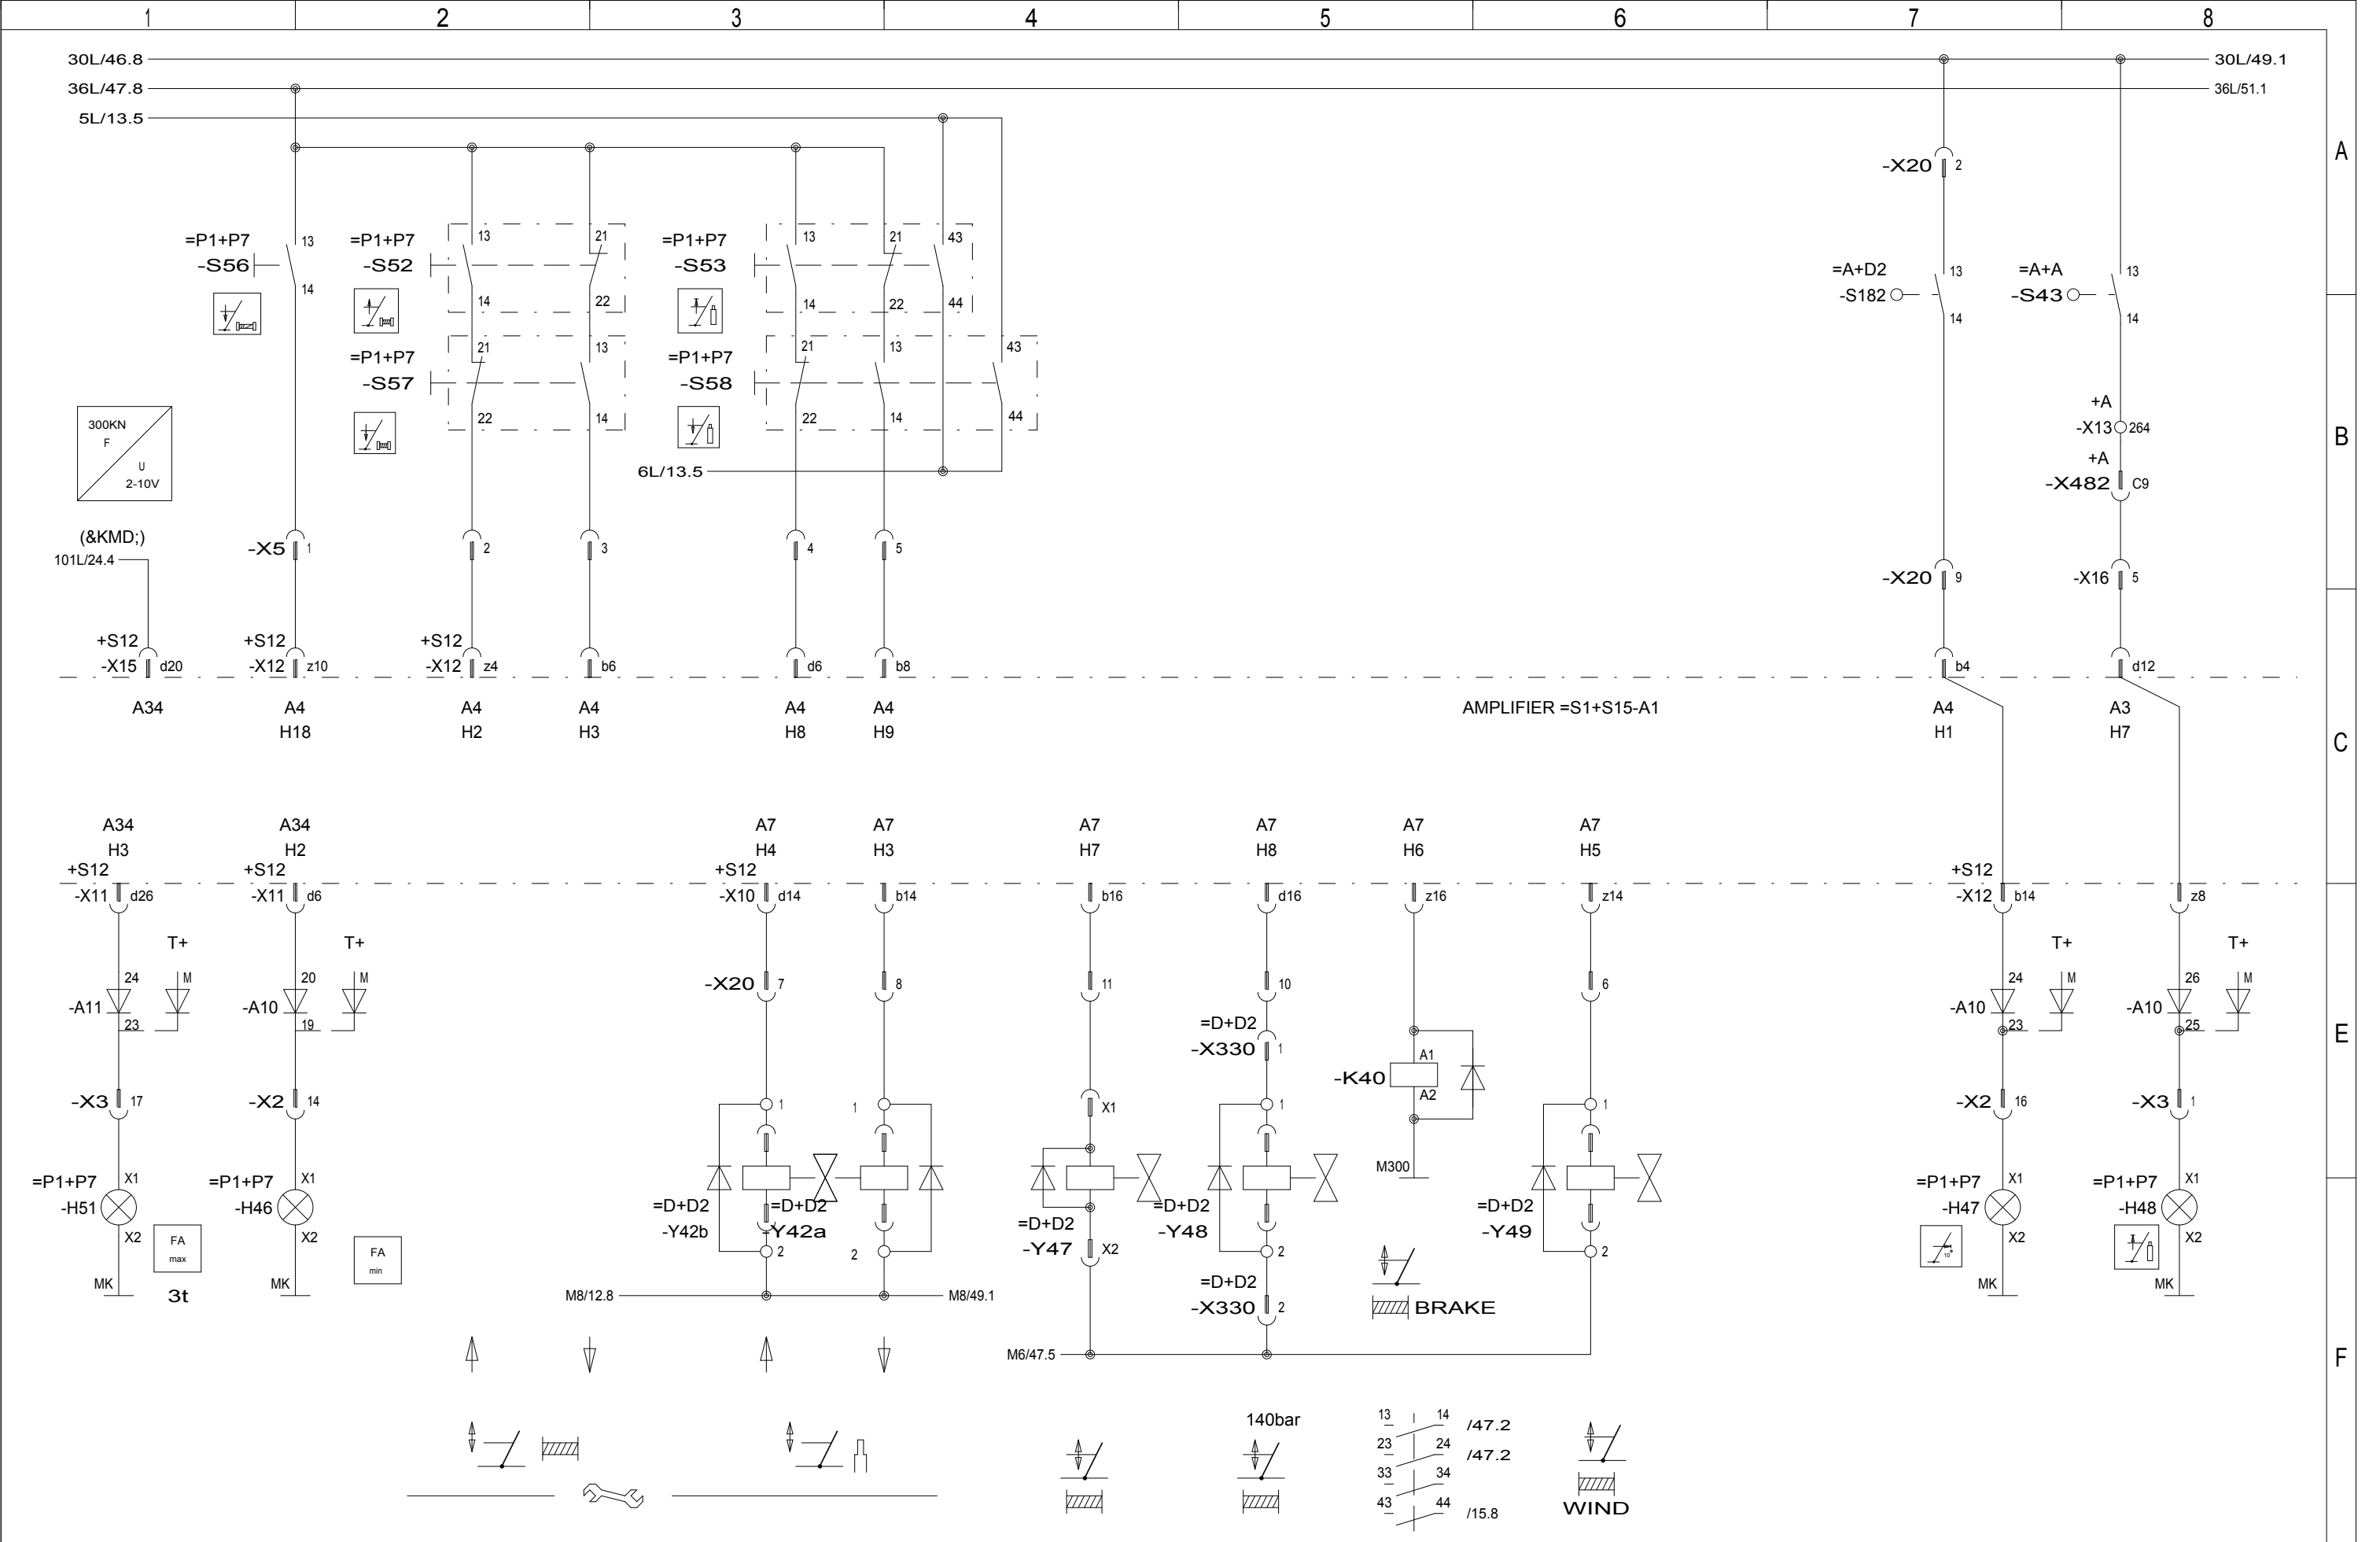 1 2 3 4 5 6 7 8
30L/46.8 30L/49.1
36L/47.8 36L/51.1
5L/13.5
A
-X20 2
=P1+P7 13 =P1+P7 13 21 =P1+P7 13 21 43
-S56 -S52 -S53
14 14 22 14 22 44
=A+D2 13 =A+A 13
-S182 -S43
14 14
=P1+P7 21 13 =P1+P7 21 13 43
-S57 -S58
22 14 22 14 44
+A
-X13 264
B
300KN
F
U
2-10V
6L/13.5
+A
-X482 C9
(&KMD;)
101L/24.4
-X5 1 2 3 4 5
-X20 9 -X16 5
+S12 +S12 +S12
-X15 d20 -X12 z10 -X12 z4 b6 d6 b8 b4 d12
A34 A4 A4 A4 A4 A4 AMPLIFIER =S1+S15-A1 A4 A3
H18 H2 H3 H8 H9 H1 H7
C
A34 A34 A7 A7 A7 A7 A7 A7
H3 H2 H4 H3 H7 H8 H6 H5
+S12 +S12 +S12 +S12
-X11 d26 -X11 d6 -X10 d14 b14 b16 d16 z16 z14 -X12 b14 z8
T+ T+ T+ T+
24 M 20 M -X20 7 8 11 10 6 24 M 26 M
-A11 -A10 -A10 -A10
23 19 23 25
=D+D2
-X330 1
E
A1
-K40
A2
-X3 17 -X2 14 1 1 X1 1 1 -X2 16 -X3 1
M300
=P1+P7 X1 =P1+P7 X1 =P1+P7 X1 =P1+P7 X1
-H51 -H46 -H47 -H48
X2 X2 X2 X2
=D+D2 =D+D2 =D+D2 =D+D2 =D+D2
-Y42b -Y42a -Y47 X2 -Y48 -Y49
2 2 2 2
FA
max
FA
min
10°
MK MK MK MK
3t
M8/12.8 M8/49.1
=D+D2
-X330 2
BRAKE
M6/47.5
F
140bar
13 14 /47.2
23 24 /47.2
33 34
43 44 /15.8
WIND